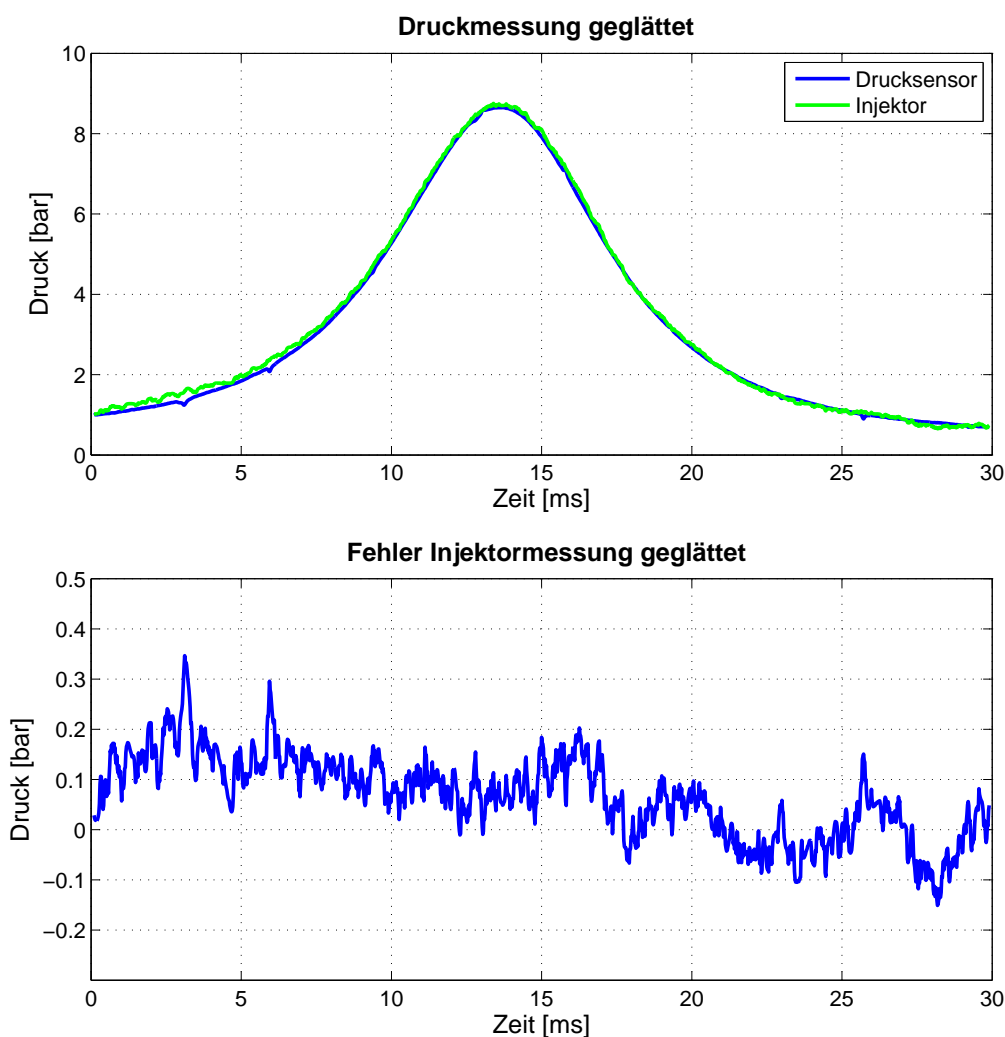 Druckmessung geglättet
10
8
6
4
2
0
Druck [bar]
Drucksensor
Injektor
0 5 10 15 20 25 30
Zeit [ms]
Fehler Injektormessung geglättet
0.5
0.4
0.3
0.2
0.1
0
−0.1
−0.2
Druck [bar]
0 5 10 15 20 25 30
Zeit [ms]